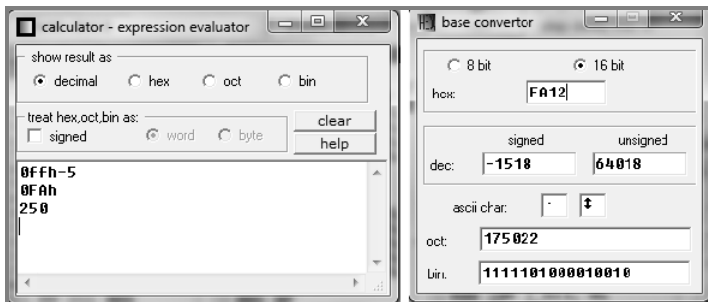 calculator - expression evaluator
show result as
decimal hex oct bin
treat hex,oct,bin as:
signed word byte
clear
help
0ffh-5
0FAh
250
base convertor
8 bit 16 bit
hex: FA12
signed unsigned
dec: -1518 64018
ascii char: · ↕
oct: 175022
bin: 1111101000010010